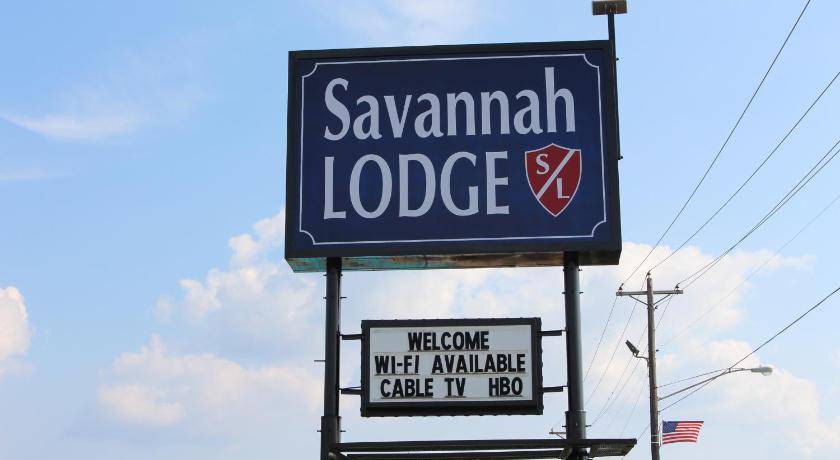 Savannah
LODGE
S/L
WELCOME
WI-FI AVAILABLE
CABLE TV HBO